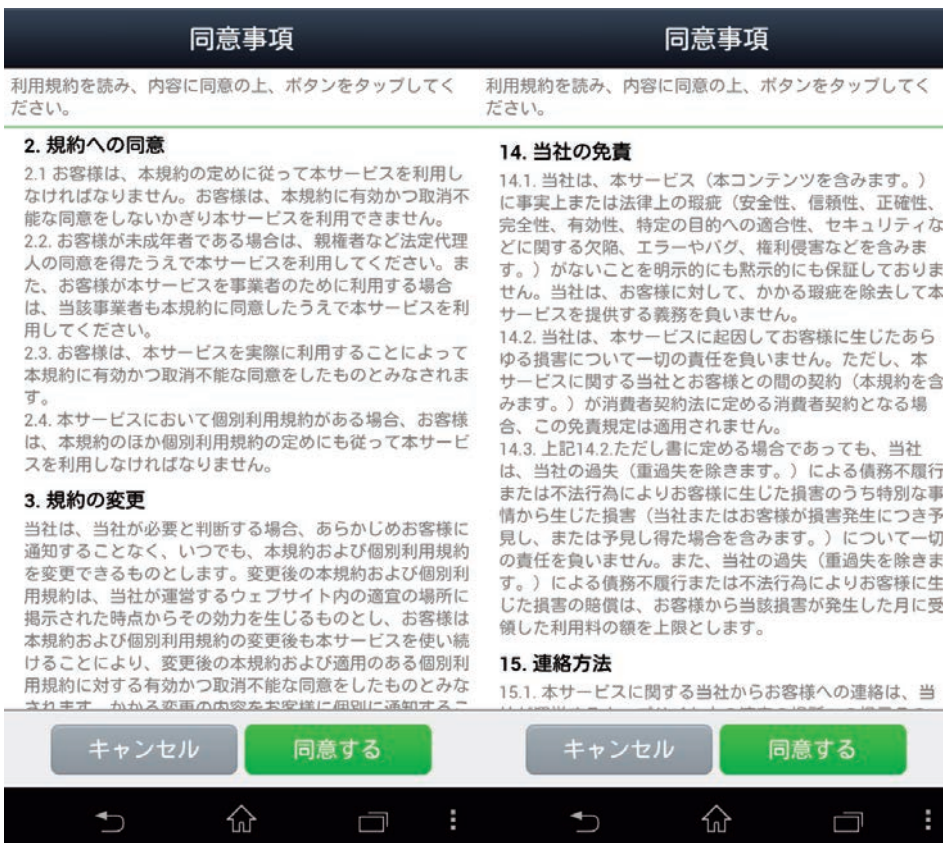 同意事項
利用規約を読み、内容に同意の上、ボタンをタップしてく
ださい。
2. 規約への同意
2.1 お客様は、本規約の定めに従って本サービスを利用し
なければなりません。お客様は、本規約に有効かつ取消不
能な同意をしないかぎり本サービスを利用できません。
2.2. お客様が未成年者である場合は、親権者など法定代理
人の同意を得たうえで本サービスを利用してください。ま
た、お客様が本サービスを事業者のために利用する場合
は、当該事業者も本規約に同意したうえで本サービスを利
用してください。
2.3. お客様は、本サービスを実際に利用することによって
本規約に有効かつ取消不能な同意をしたものとみなされま
す。
2.4. 本サービスにおいて個別利用規約がある場合、お客様
は、本規約のほか個別利用規約の定めにも従って本サービ
スを利用しなければなりません。
3. 規約の変更
当社は、当社が必要と判断する場合、あらかじめお客様に
通知することなく、いつでも、本規約および個別利用規約
を変更できるものとします。変更後の本規約および個別利
用規約は、当社が運営するウェブサイト内の適宜の場所に
掲示された時点からその効力を生じるものとし、お客様は
本規約および個別利用規約の変更後も本サービスを使い続
けることにより、変更後の本規約および適用のある個別利
用規約に対する有効かつ取消不能な同意をしたものとみな
されます。かかる変更の内容をお客様に個別に通知するこ
キャンセル
同意する
同意事項
利用規約を読み、内容に同意の上、ボタンをタップしてく
ださい。
14. 当社の免責
14.1. 当社は、本サービス（本コンテンツを含みます。）
に事実上または法律上の瑕疵（安全性、信頼性、正確性、
完全性、有効性、特定の目的への適合性、セキュリティな
どに関する欠陥、エラーやバグ、権利侵害などを含みま
す。）がないことを明示的にも黙示的にも保証しておりま
せん。当社は、お客様に対して、かかる瑕疵を除去して本
サービスを提供する義務を負いません。
14.2. 当社は、本サービスに起因してお客様に生じたあら
ゆる損害について一切の責任を負いません。ただし、本
サービスに関する当社とお客様との間の契約（本規約を含
みます。）が消費者契約法に定める消費者契約となる場
合、この免責規定は適用されません。
14.3. 上記14.2.ただし書に定める場合であっても、当社
は、当社の過失（重過失を除きます。）による債務不履行
または不法行為によりお客様に生じた損害のうち特別な事
情から生じた損害（当社またはお客様が損害発生につき予
見し、または予見し得た場合を含みます。）について一切
の責任を負いません。また、当社の過失（重過失を除きま
す。）による債務不履行または不法行為によりお客様に生
じた損害の賠償は、お客様から当該損害が発生した月に受
領した利用料の額を上限とします。
15. 連絡方法
15.1. 本サービスに関する当社からお客様への連絡は、当
キャンセル
同意する